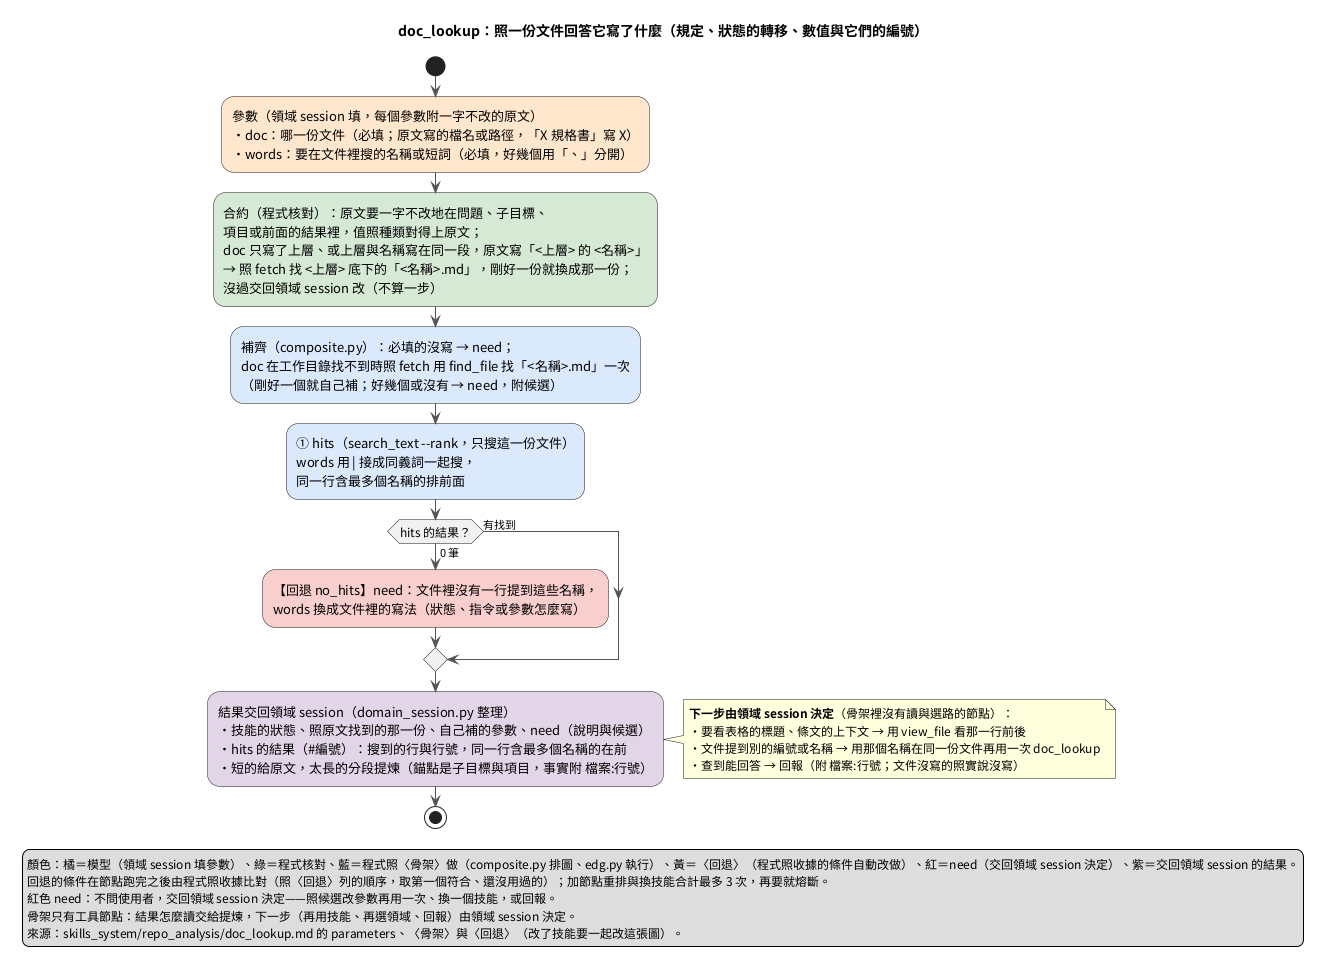 doc_lookup：照一份文件回答它寫了什麼（規定、狀態的轉移、數值與它們的編號）
參數（領域 session 填，每個參數附一字不改的原文）
・doc：哪一份文件（必填；原文寫的檔名或路徑，「X 規格書」寫 X）
・words：要在文件裡搜的名稱或短詞（必填，好幾個用「、」分開）
合約（程式核對）：原文要一字不改地在問題、子目標、
項目或前面的結果裡，值照種類對得上原文；
doc 只寫了上層、或上層與名稱寫在同一段，原文寫「<上層> 的 <名稱>」
→ 照 fetch 找 <上層> 底下的「<名稱>.md」，剛好一份就換成那一份；
沒過交回領域 session 改（不算一步）
補齊（composite.py）：必填的沒寫 → need；
doc 在工作目錄找不到時照 fetch 用 find_file 找「<名稱>.md」一次
（剛好一個就自己補；好幾個或沒有 → need，附候選）
① hits（search_text --rank，只搜這一份文件）
words 用 | 接成同義詞一起搜，
同一行含最多個名稱的排前面
hits 的結果？
有找到
0 筆
【回退 no_hits】need：文件裡沒有一行提到這些名稱，
words 換成文件裡的寫法（狀態、指令或參數怎麼寫）
結果交回領域 session（domain_session.py 整理）
・技能的狀態、照原文找到的那一份、自己補的參數、need（說明與候選）
・hits 的結果（#編號）：搜到的行與行號，同一行含最多個名稱的在前
・短的給原文，太長的分段提煉（錨點是子目標與項目，事實附 檔案:行號）
下一步由領域 session 決定（骨架裡沒有讀與選路的節點）：
・要看表格的標題、條文的上下文 → 用 view_file 看那一行前後
・文件提到別的編號或名稱 → 用那個名稱在同一份文件再用一次 doc_lookup
・查到能回答 → 回報（附 檔案:行號；文件沒寫的照實說沒寫）
顏色：橘＝模型（領域 session 填參數）、綠＝程式核對、藍＝程式照〈骨架〉做（composite.py 排圖、edg.py 執行）、黃＝〈回退〉（程式照收據的條件自動改做）、紅＝need（交回領域 session 決定）、紫＝交回領域 session 的結果。
回退的條件在節點跑完之後由程式照收據比對（照〈回退〉列的順序，取第一個符合、還沒用過的）；加節點重排與換技能合計最多 3 次，再要就熔斷。
紅色 need：不問使用者，交回領域 session 決定——照候選改參數再用一次、換一個技能，或回報。
骨架只有工具節點：結果怎麼讀交給提煉，下一步（再用技能、再選領域、回報）由領域 session 決定。
來源：skills_system/repo_analysis/doc_lookup.md 的 parameters、〈骨架〉與〈回退〉（改了技能要一起改這張圖）。